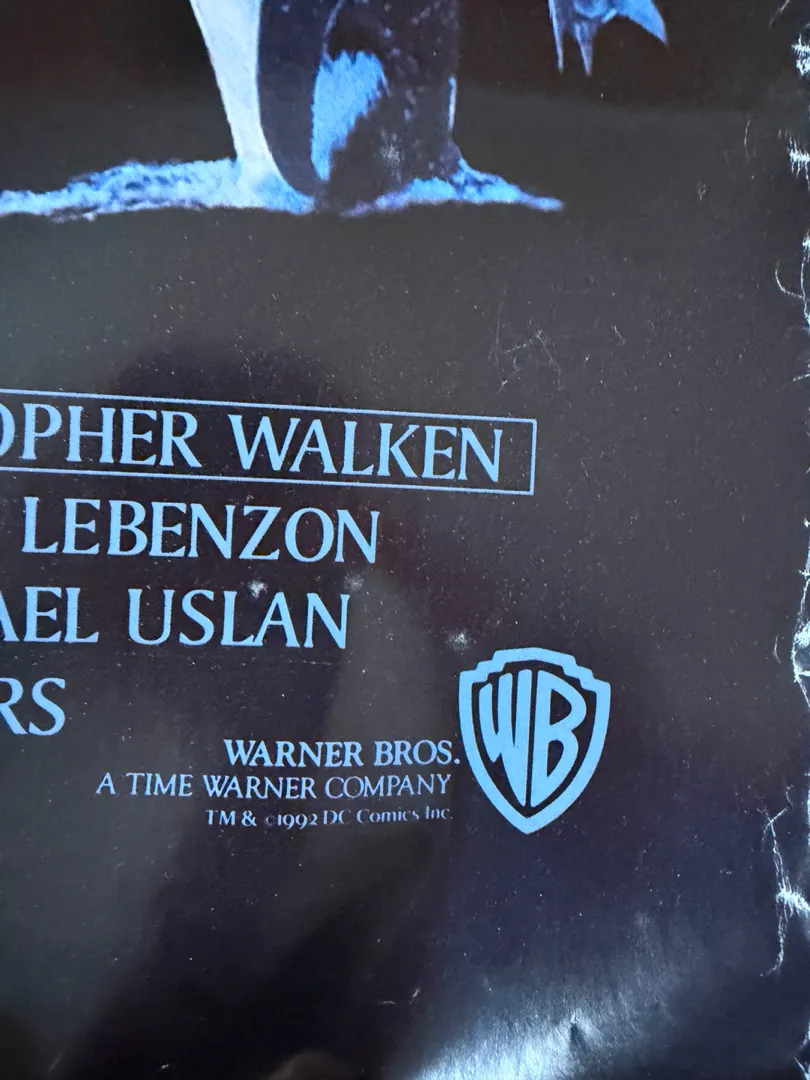 OPHER WALKEN
LEBENZON
AEL USLAN
RS
WARNER BROS.
A TIME WARNER COMPANY
TM & ©1992 DC Comics Inc.
WB